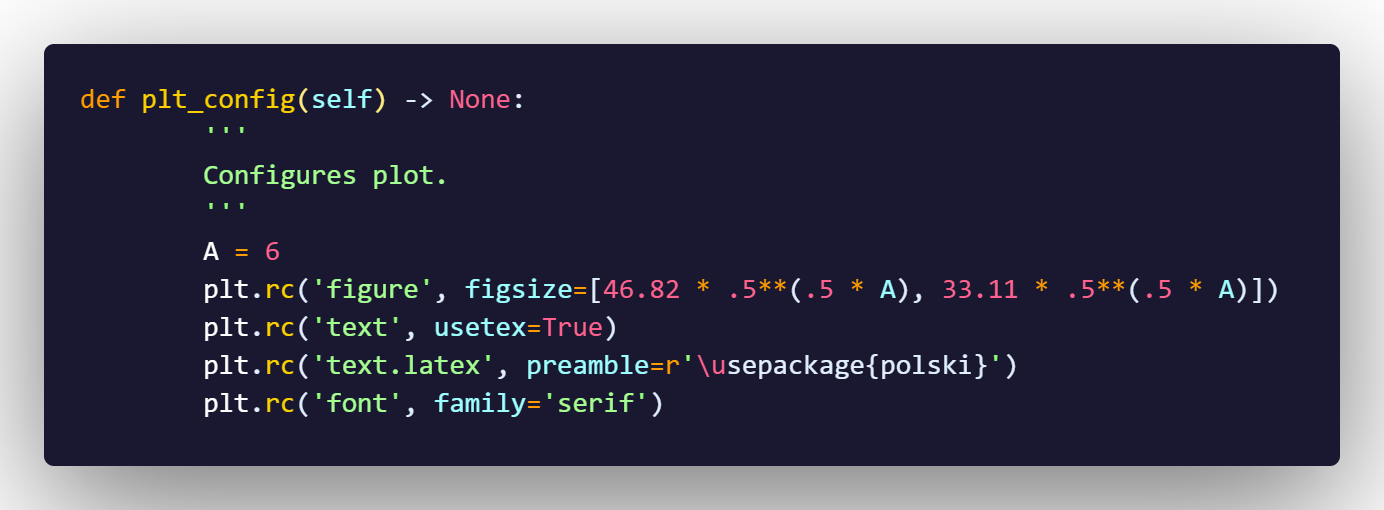 def plt_config(self) -> None:
        '''
        Configures plot.
        '''
        A = 6
        plt.rc('figure', figsize=[46.82 * .5**(.5 * A), 33.11 * .5**(.5 * A)])
        plt.rc('text', usetex=True)
        plt.rc('text.latex', preamble=r'\usepackage{polski}')
        plt.rc('font', family='serif')